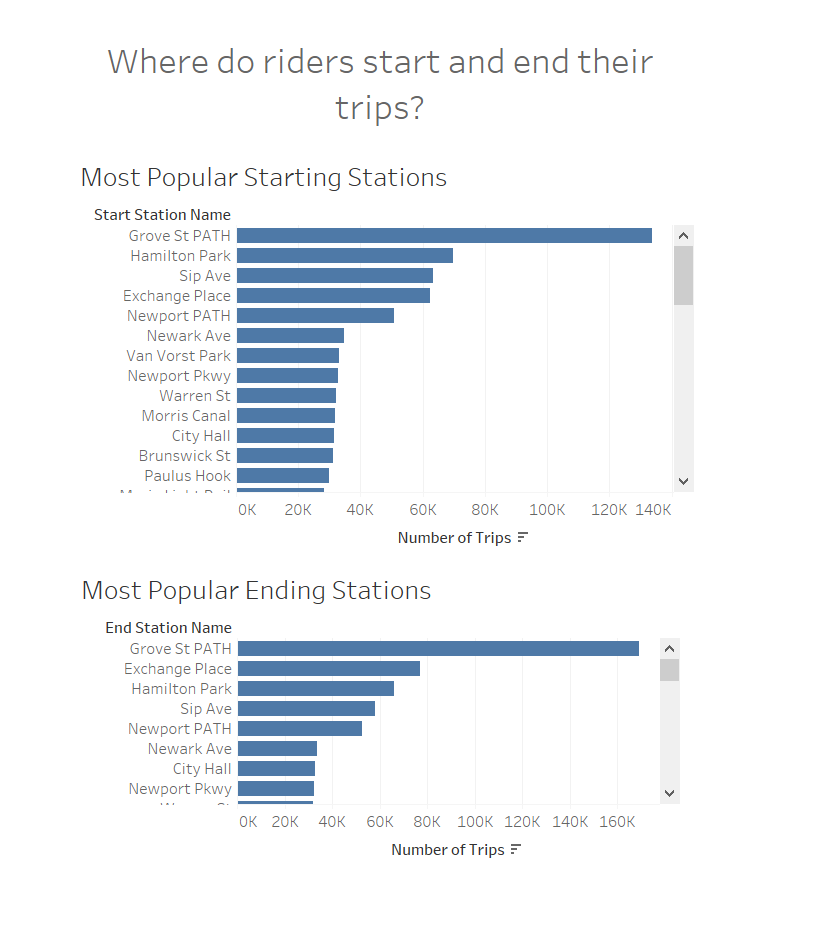 Where do riders start and end their
trips?
Most Popular Starting Stations
Start Station Name
Grove St PATH
Hamilton Park
Sip Ave
Exchange Place
Newport PATH
Newark Ave
Van Vorst Park
Newport Pkwy
Warren St
Morris Canal
City Hall
Brunswick St
Paulus Hook
0K 20K 40K 60K 80K 100K 120K 140K
Number of Trips
Most Popular Ending Stations
End Station Name
Grove St PATH
Exchange Place
Hamilton Park
Sip Ave
Newport PATH
Newark Ave
City Hall
Newport Pkwy
0K 20K 40K 60K 80K 100K 120K 140K 160K
Number of Trips